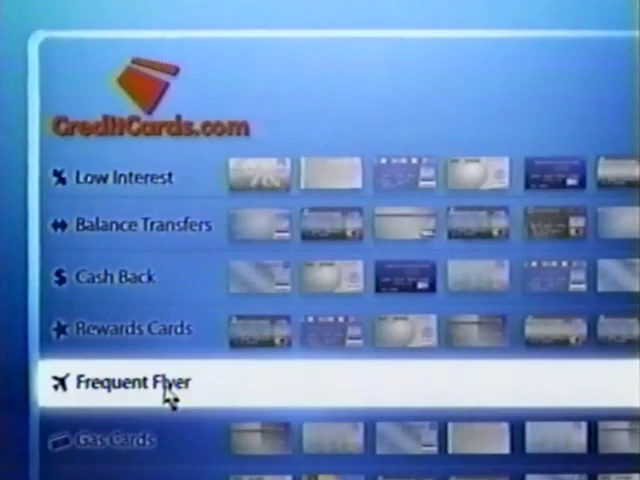 CreditCards.com
Low Interest
Balance Transfers
Cash Back
Rewards Cards
Frequent Flyer
Gas Cards